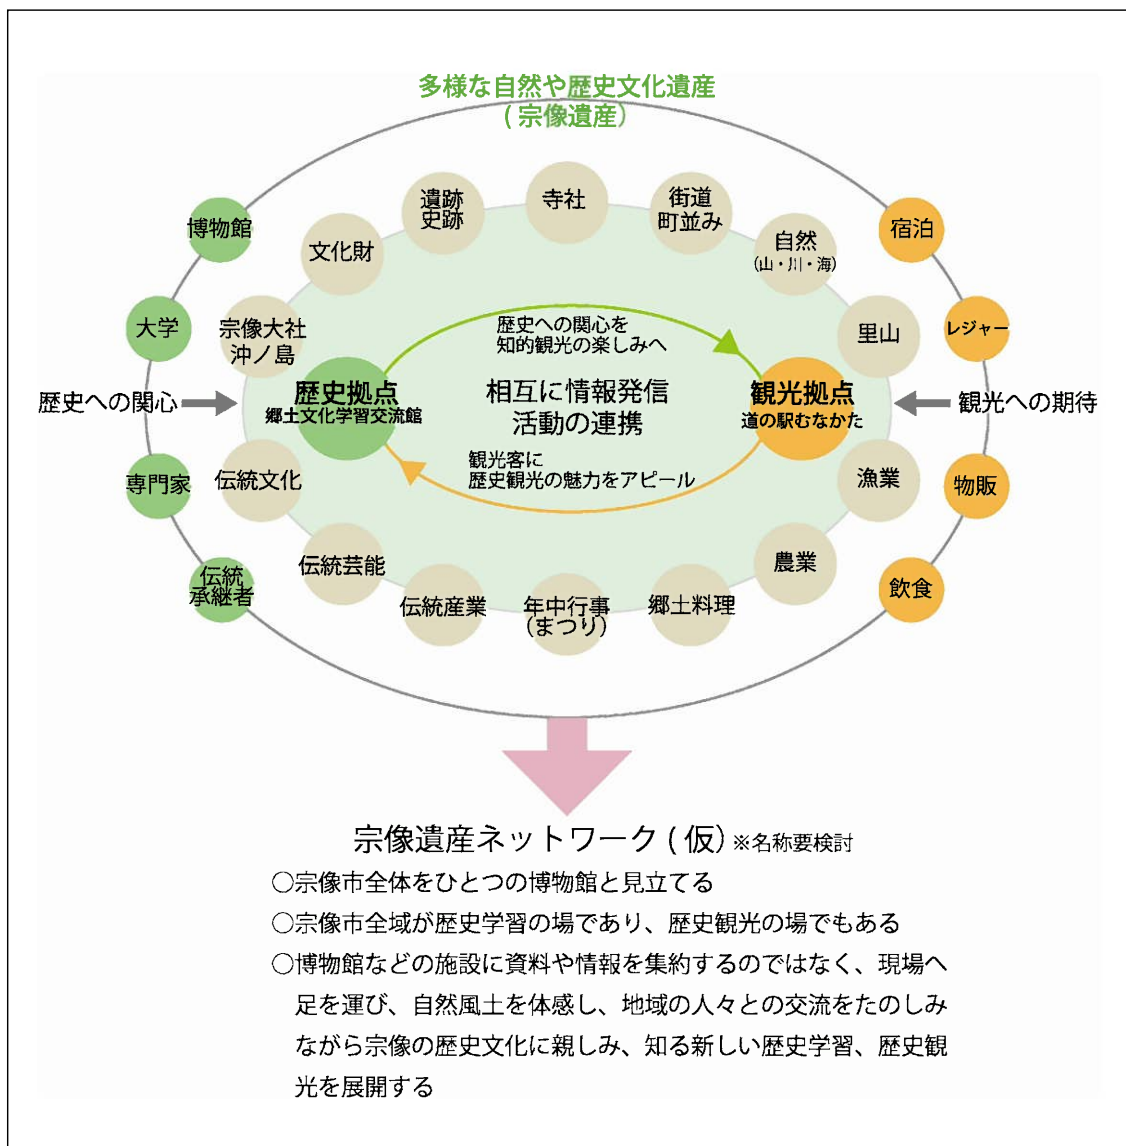 多様な自然や歴史文化遺産
(宗像遺産)
遺跡
史跡
寺社
街道
町並み
博物館
文化財
自然
(山・川・海)
宿泊
大学
宗像大社
沖ノ島
歴史への関心を
知的観光の楽しみへ
里山
レジャー
歴史への関心
歴史拠点
郷土文化学習交流館
相互に情報発信
活動の連携
観光拠点
道の駅むなかた
観光への期待
専門家
伝統文化
観光客に
歴史観光の魅力をアピール
漁業
物販
伝統
承継者
伝統芸能
伝統産業
年中行事
(まつり)
郷土料理
農業
飲食
宗像遺産ネットワーク(仮)※名称要検討
○宗像市全体をひとつの博物館と見立てる
○宗像市全域が歴史学習の場であり、歴史観光の場でもある
○博物館などの施設に資料や情報を集約するのではなく、現場へ
足を運び、自然風土を体感し、地域の人々との交流をたのしみ
ながら宗像の歴史文化に親しみ、知る新しい歴史学習、歴史観
光を展開する